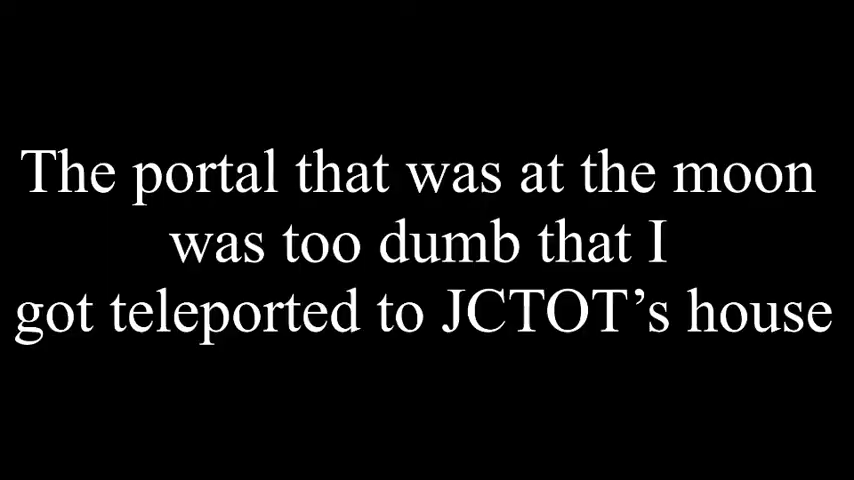 The portal that was at the moon
was too dumb that I
got teleported to JCTOT’s house